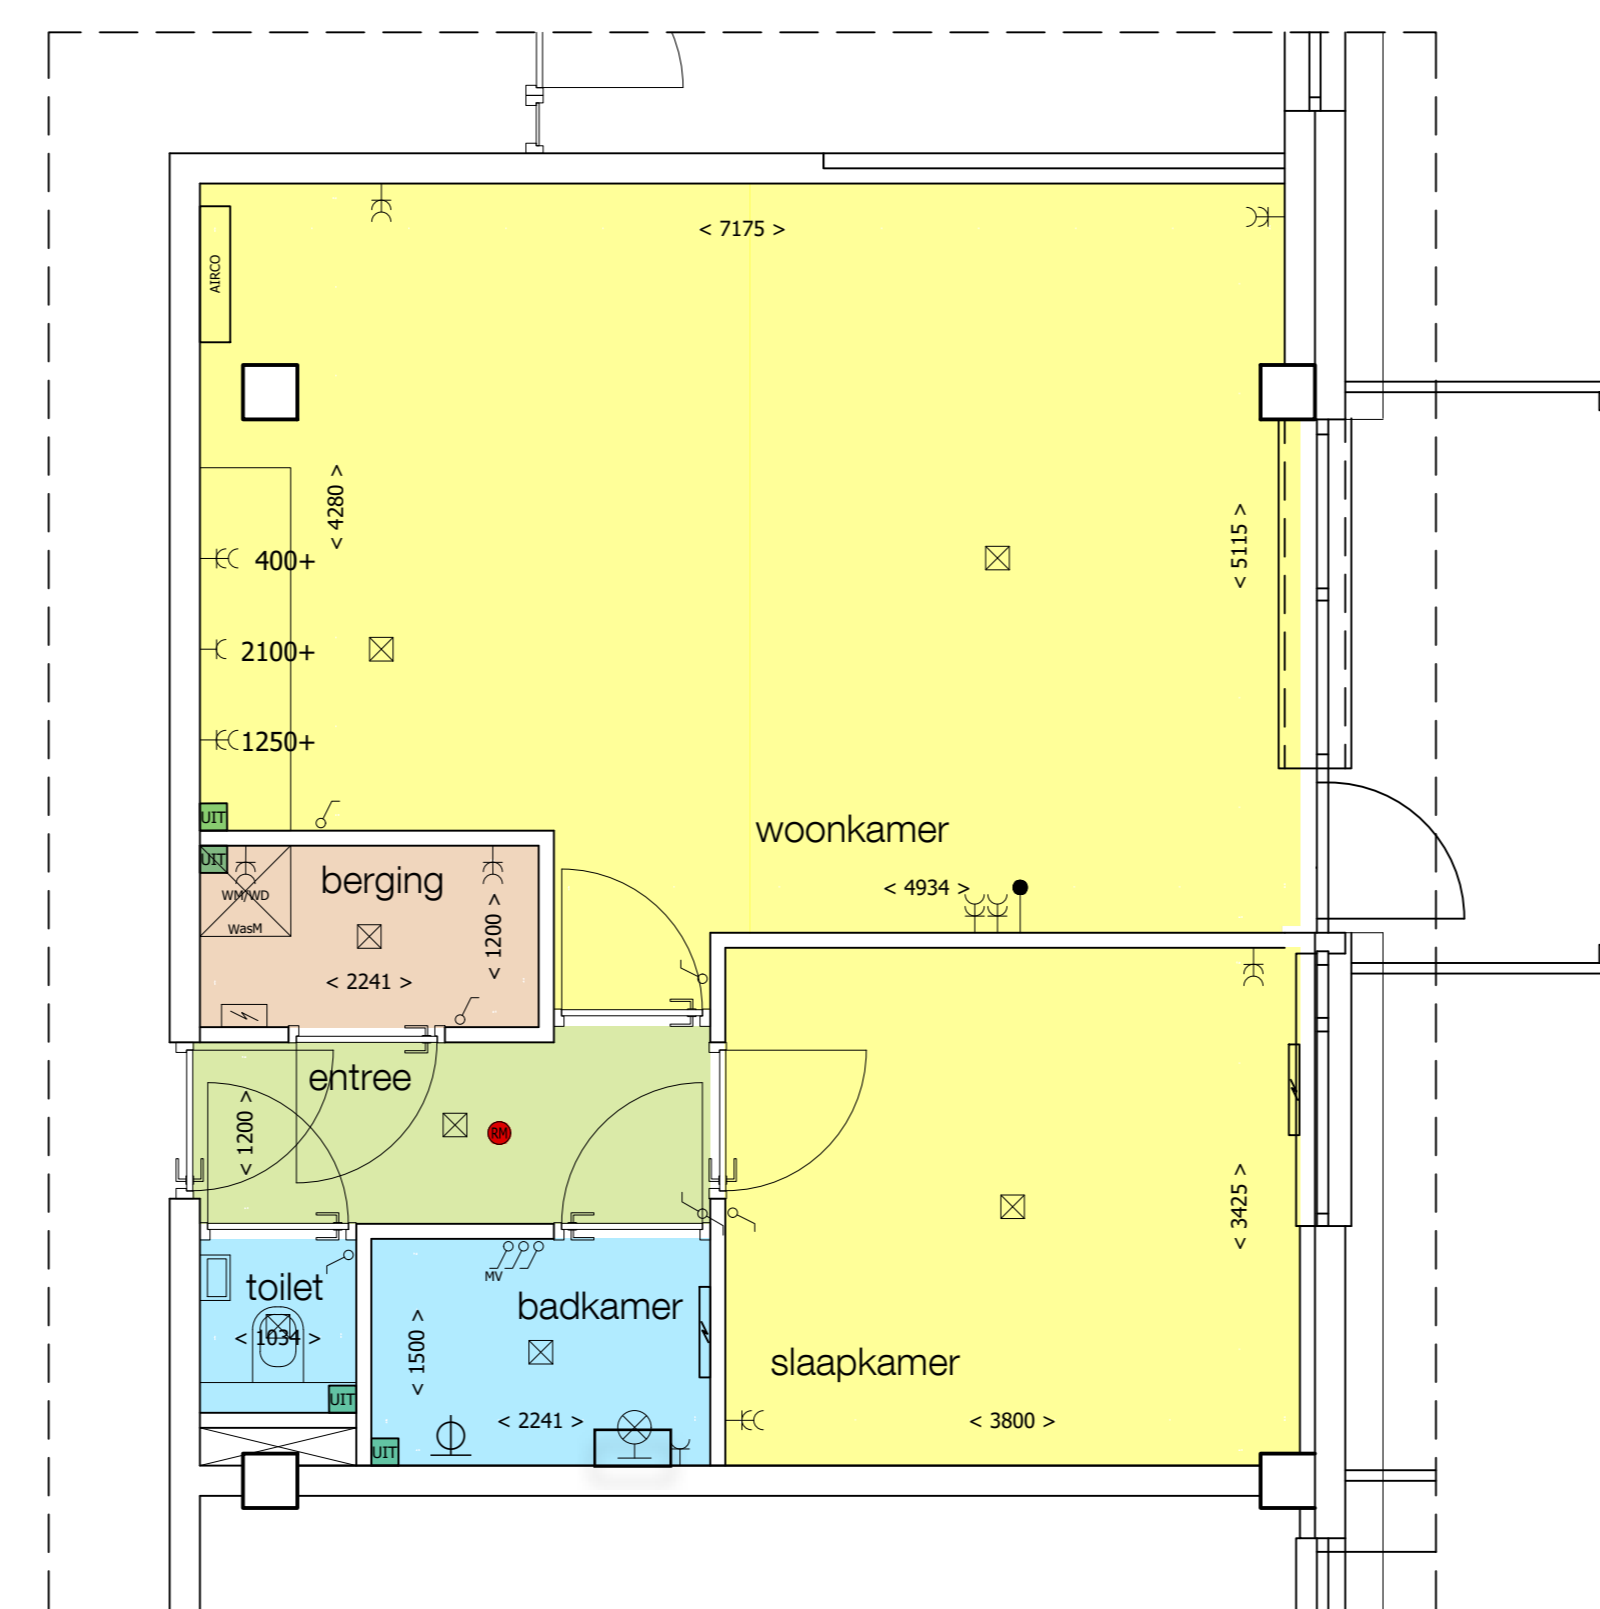 < 7175 >
AIRCO
< 4280 >
< 5115 >
400+
2100+
1250+
UIT
woonkamer
UIT
berging
< 4934 >
WM/WD
WasM
< 1200 >
< 2241 >
entree
< 1200 >
RM
< 3425 >
toilet
MV
badkamer
< 1034 >
< 1500 >
slaapkamer
UIT
< 2241 >
< 3800 >
UIT